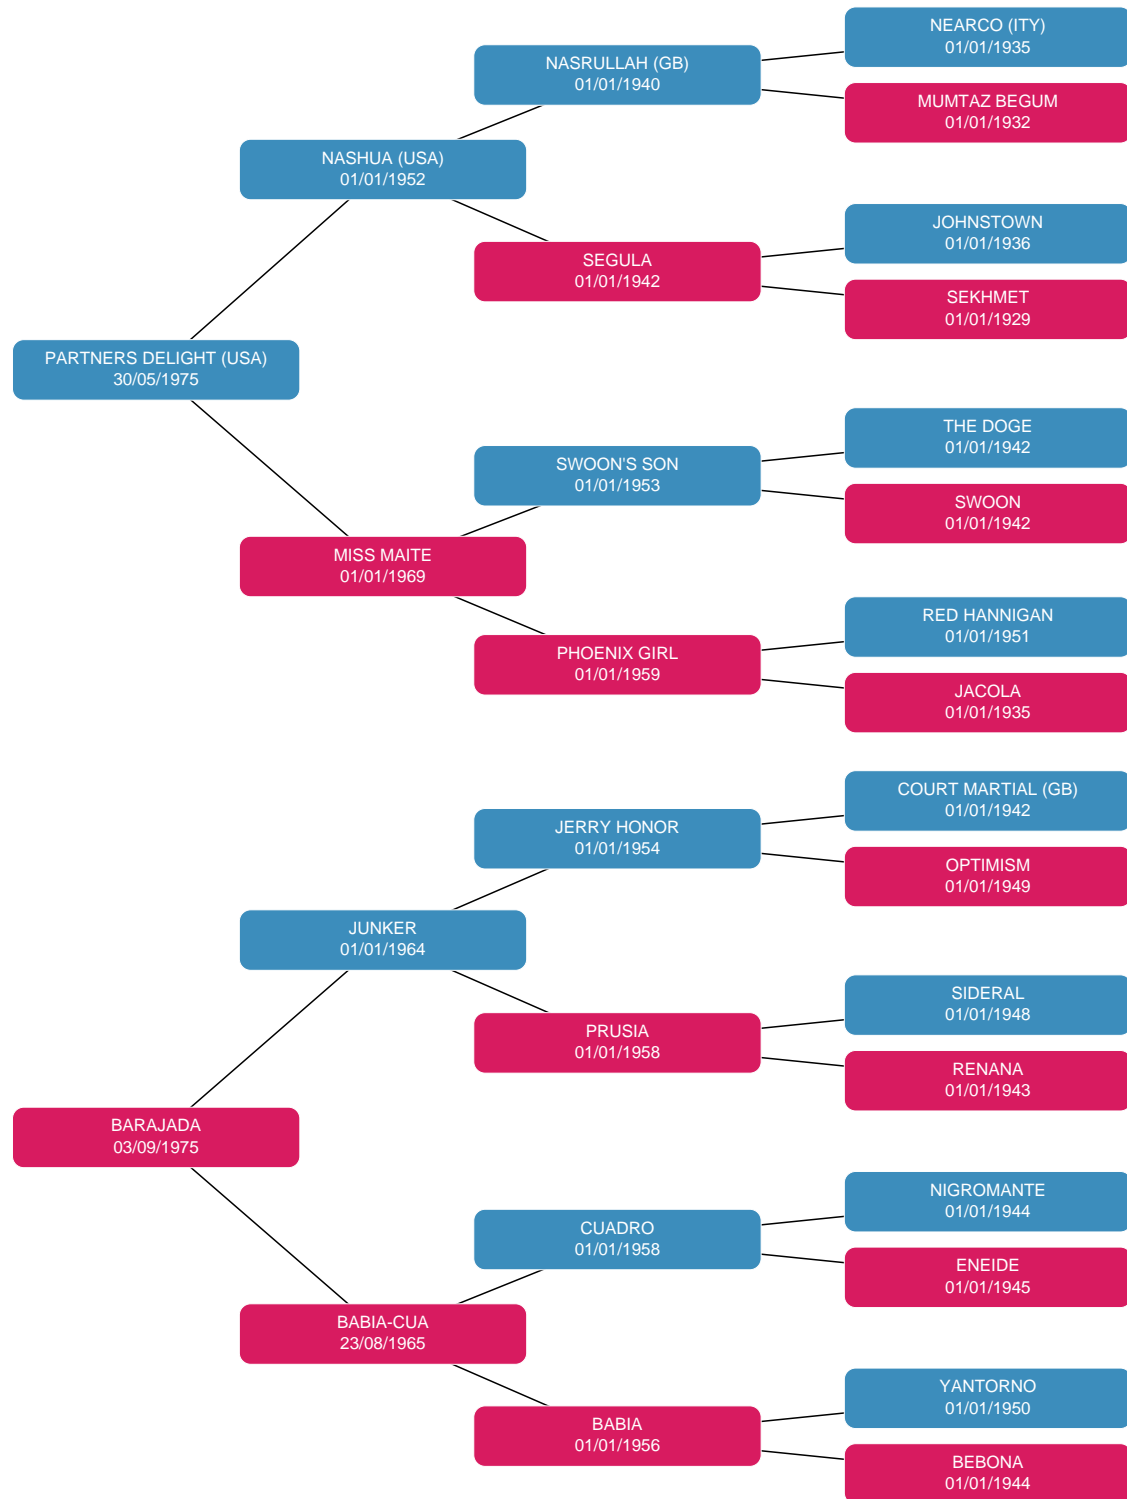 NEARCO (ITY)
01/01/1935
NASRULLAH (GB)
01/01/1940
MUMTAZ BEGUM
01/01/1932
NASHUA (USA)
01/01/1952
JOHNSTOWN
01/01/1936
SEGULA
01/01/1942
SEKHMET
01/01/1929
PARTNERS DELIGHT (USA)
30/05/1975
THE DOGE
01/01/1942
SWOON'S SON
01/01/1953
SWOON
01/01/1942
MISS MAITE
01/01/1969
RED HANNIGAN
01/01/1951
PHOENIX GIRL
01/01/1959
JACOLA
01/01/1935
COURT MARTIAL (GB)
01/01/1942
JERRY HONOR
01/01/1954
OPTIMISM
01/01/1949
JUNKER
01/01/1964
SIDERAL
01/01/1948
PRUSIA
01/01/1958
RENANA
01/01/1943
BARAJADA
03/09/1975
NIGROMANTE
01/01/1944
CUADRO
01/01/1958
ENEIDE
01/01/1945
BABIA-CUA
23/08/1965
YANTORNO
01/01/1950
BABIA
01/01/1956
BEBONA
01/01/1944